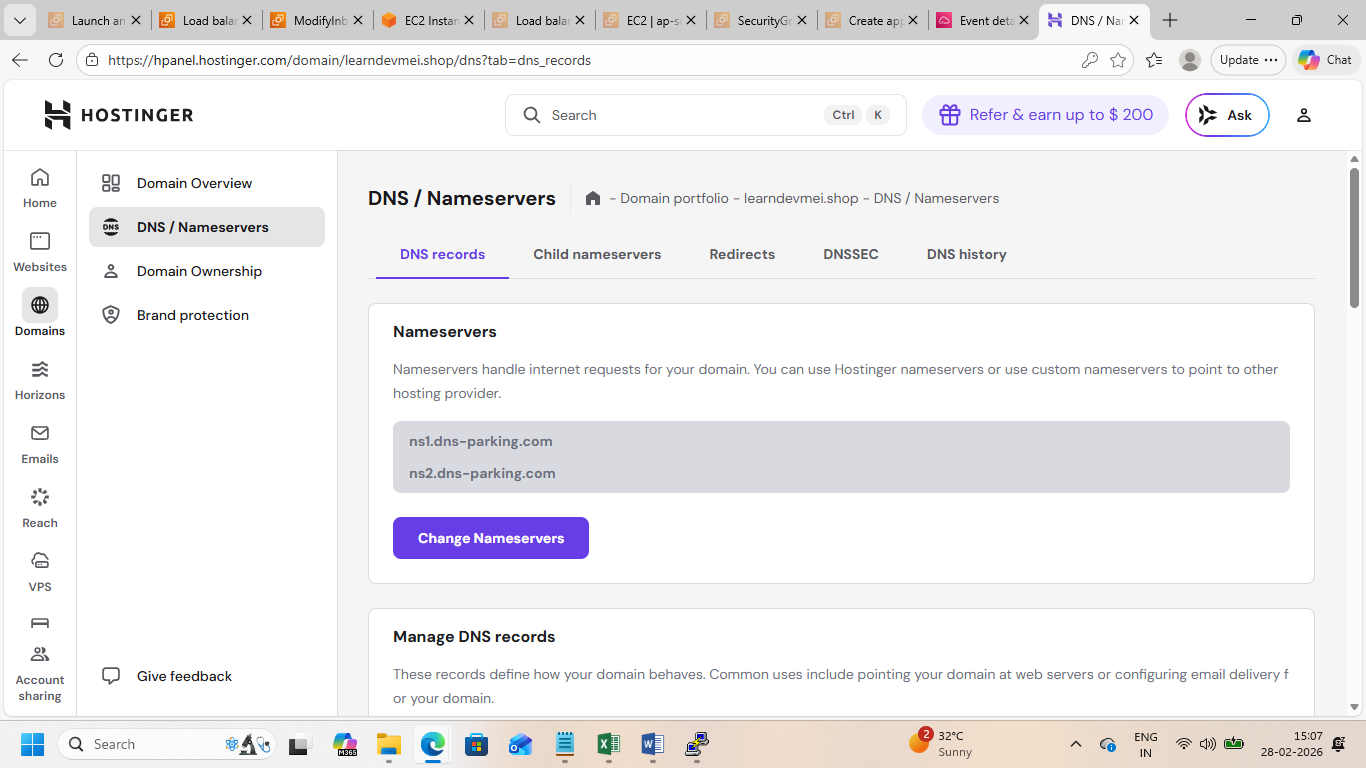 Launch an
Load balan
ModifyInb
EC2 Instan
Load balan
EC2 | ap-so
SecurityGr
Create app
Event deta
DNS / Nam
https://hpanel.hostinger.com/domain/learndevmei.shop/dns?tab=dns_records
Update
Chat
HOSTINGER
Search
Ctrl
K
Refer & earn up to $ 200
Ask
Home
Websites
Domains
Horizons
Emails
Reach
VPS
Account
sharing
Domain Overview
DNS
DNS / Nameservers
Domain Ownership
Brand protection
Give feedback
DNS / Nameservers
- Domain portfolio - learndevmei.shop - DNS / Nameservers
DNS records
Child nameservers
Redirects
DNSSEC
DNS history
Nameservers
Nameservers handle internet requests for your domain. You can use Hostinger nameservers or use custom nameservers to point to other
hosting provider.
ns1.dns-parking.com
ns2.dns-parking.com
Change Nameservers
Manage DNS records
These records define how your domain behaves. Common uses include pointing your domain at web servers or configuring email delivery f
or your domain.
Search
M365
2
32°C
Sunny
ENG
IN
15:07
28-02-2026